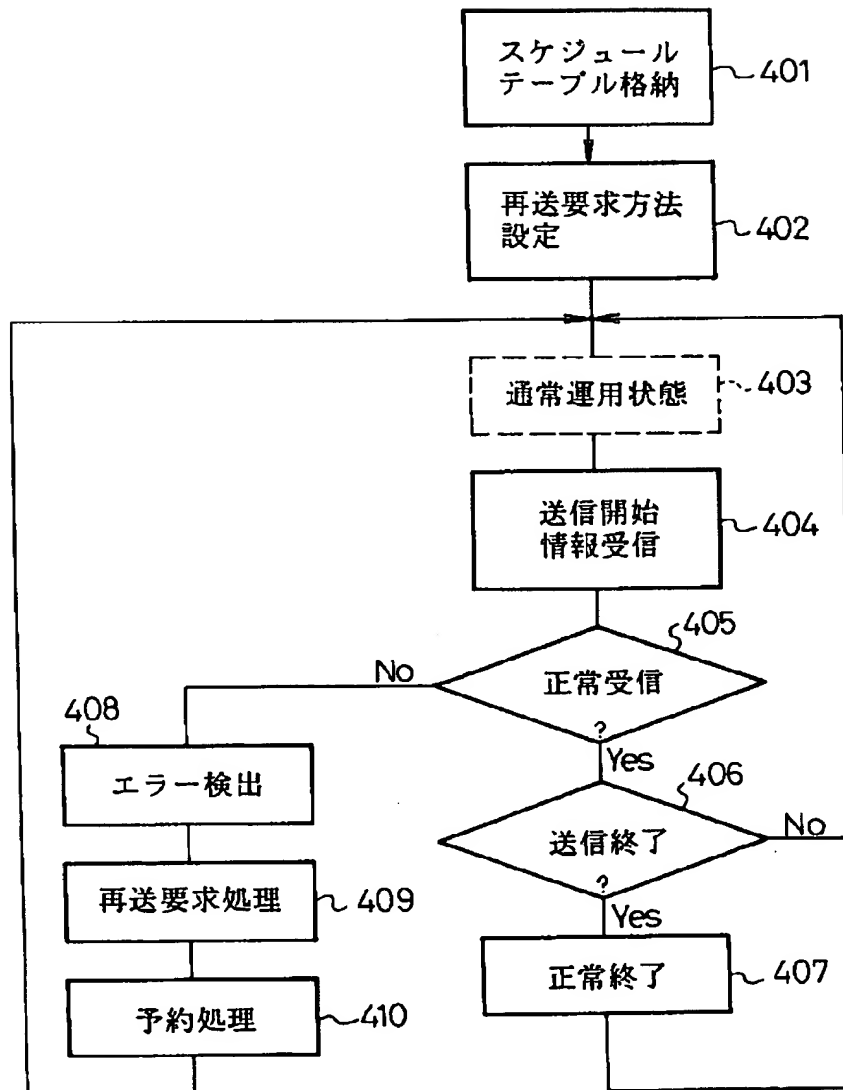 スケジュール
テーブル格納
401
再送要求方法
設定
402
通常運用状態
403
送信開始
情報受信
404
405
正常受信
?
No
Yes
408
エラー検出
406
送信終了
?
No
Yes
再送要求処理
409
正常終了
407
予約処理
410